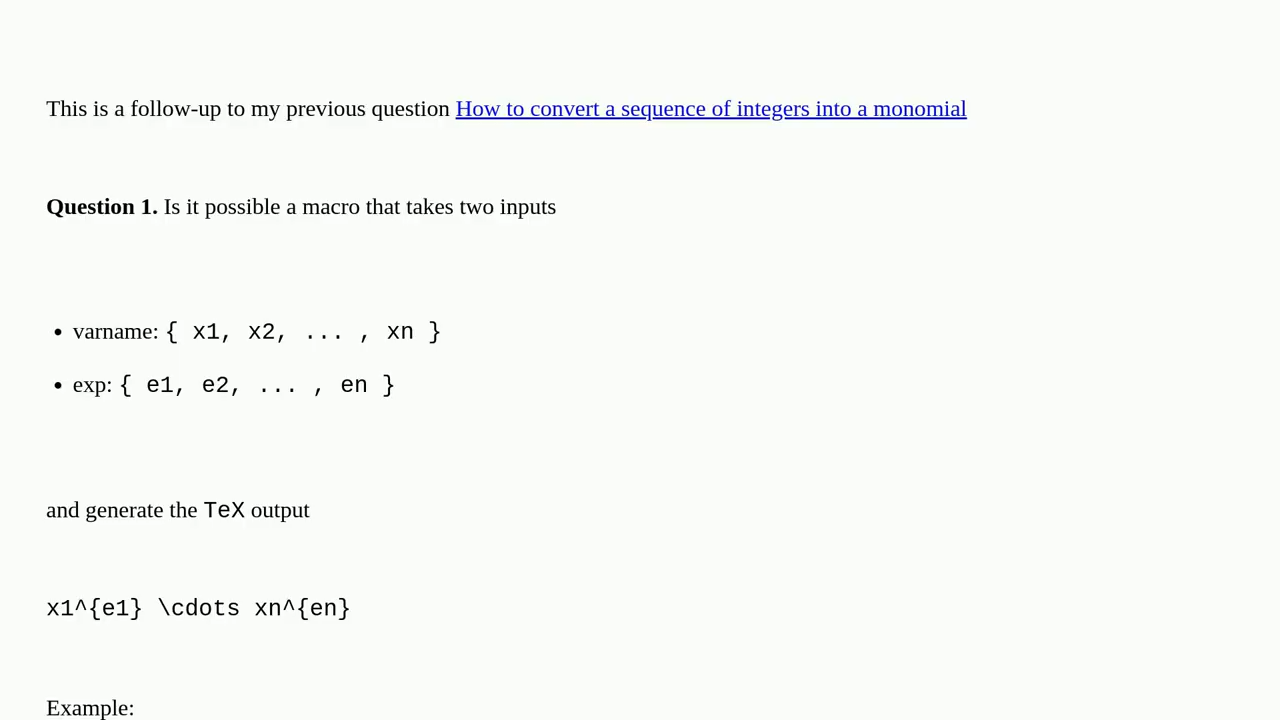 This is a follow-up to my previous question How to convert a sequence of integers into a monomial
Question 1. Is it possible a macro that takes two inputs
• varname: { x1, x2, ... , xn }
• exp: { e1, e2, ... , en }
and generate the TeX output
x1^{e1} \cdots xn^{en}
Example: